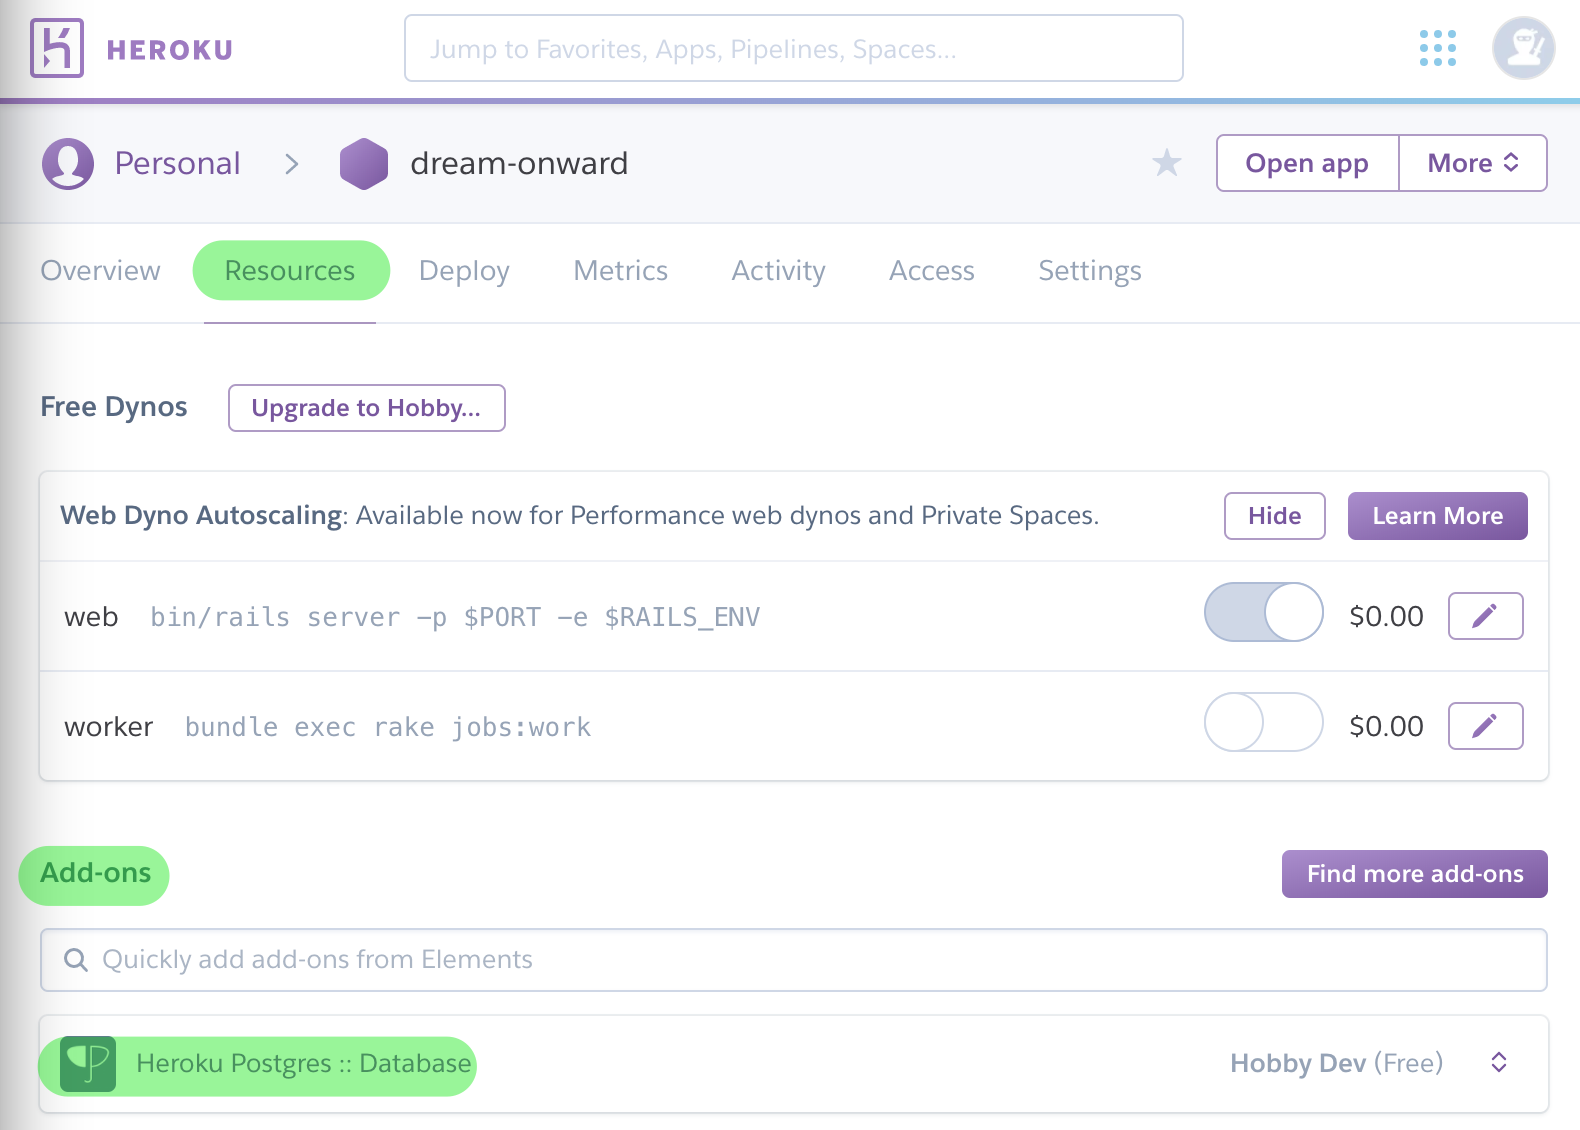 HEROKU
Jump to Favorites, Apps, Pipelines, Spaces...
Personal > dream-onward
Open app
More
Overview Resources Deploy Metrics Activity Access Settings
Free Dynos
Upgrade to Hobby...
Web Dyno Autoscaling: Available now for Performance web dynos and Private Spaces.
Hide
Learn More
web bin/rails server -p $PORT -e $RAILS_ENV
$0.00
worker bundle exec rake jobs:work
$0.00
Add-ons
Find more add-ons
Quickly add add-ons from Elements
Heroku Postgres :: Database
Hobby Dev (Free)